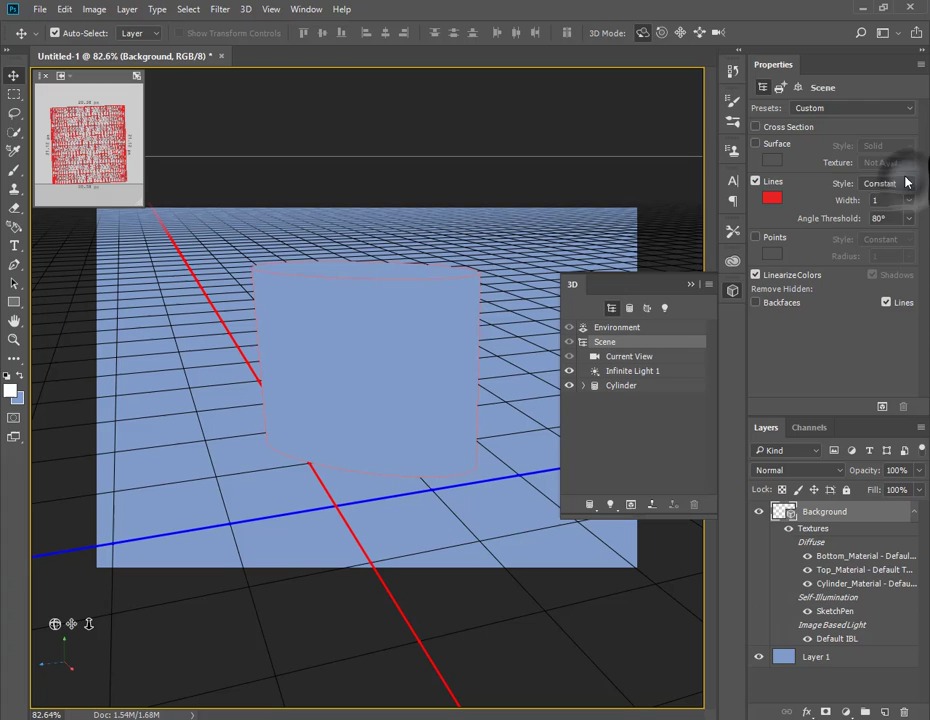 Ps File Edit Image Layer Type Select Filter 3D View Window Help
Auto-Select: Layer Show Transform Controls 3D Mode:
Untitled-1 @ 82.6% (Background, RGB/8) * ×
Properties
Scene
Presets: Custom
Cross Section
Surface Style: Solid
Texture:
Lines Style: Constant
Width: 1
Angle Threshold: 80°
Points Style: Constant
Radius: 1
LinearizeColors Shadows
Remove Hidden:
Backfaces Lines
3D
Environment
Scene
Current View
Infinite Light 1
Cylinder
Layers Channels
Kind
Normal Opacity: 100%
Lock: Fill: 100%
Background
Textures
Diffuse
Bottom_Material - Defaul...
Top_Material - Default T...
Cylinder_Material - Defau...
Self-Illumination
SketchPen
Image Based Light
Default IBL
Layer 1
fx
82.64% Doc: 1.54M/1.68M